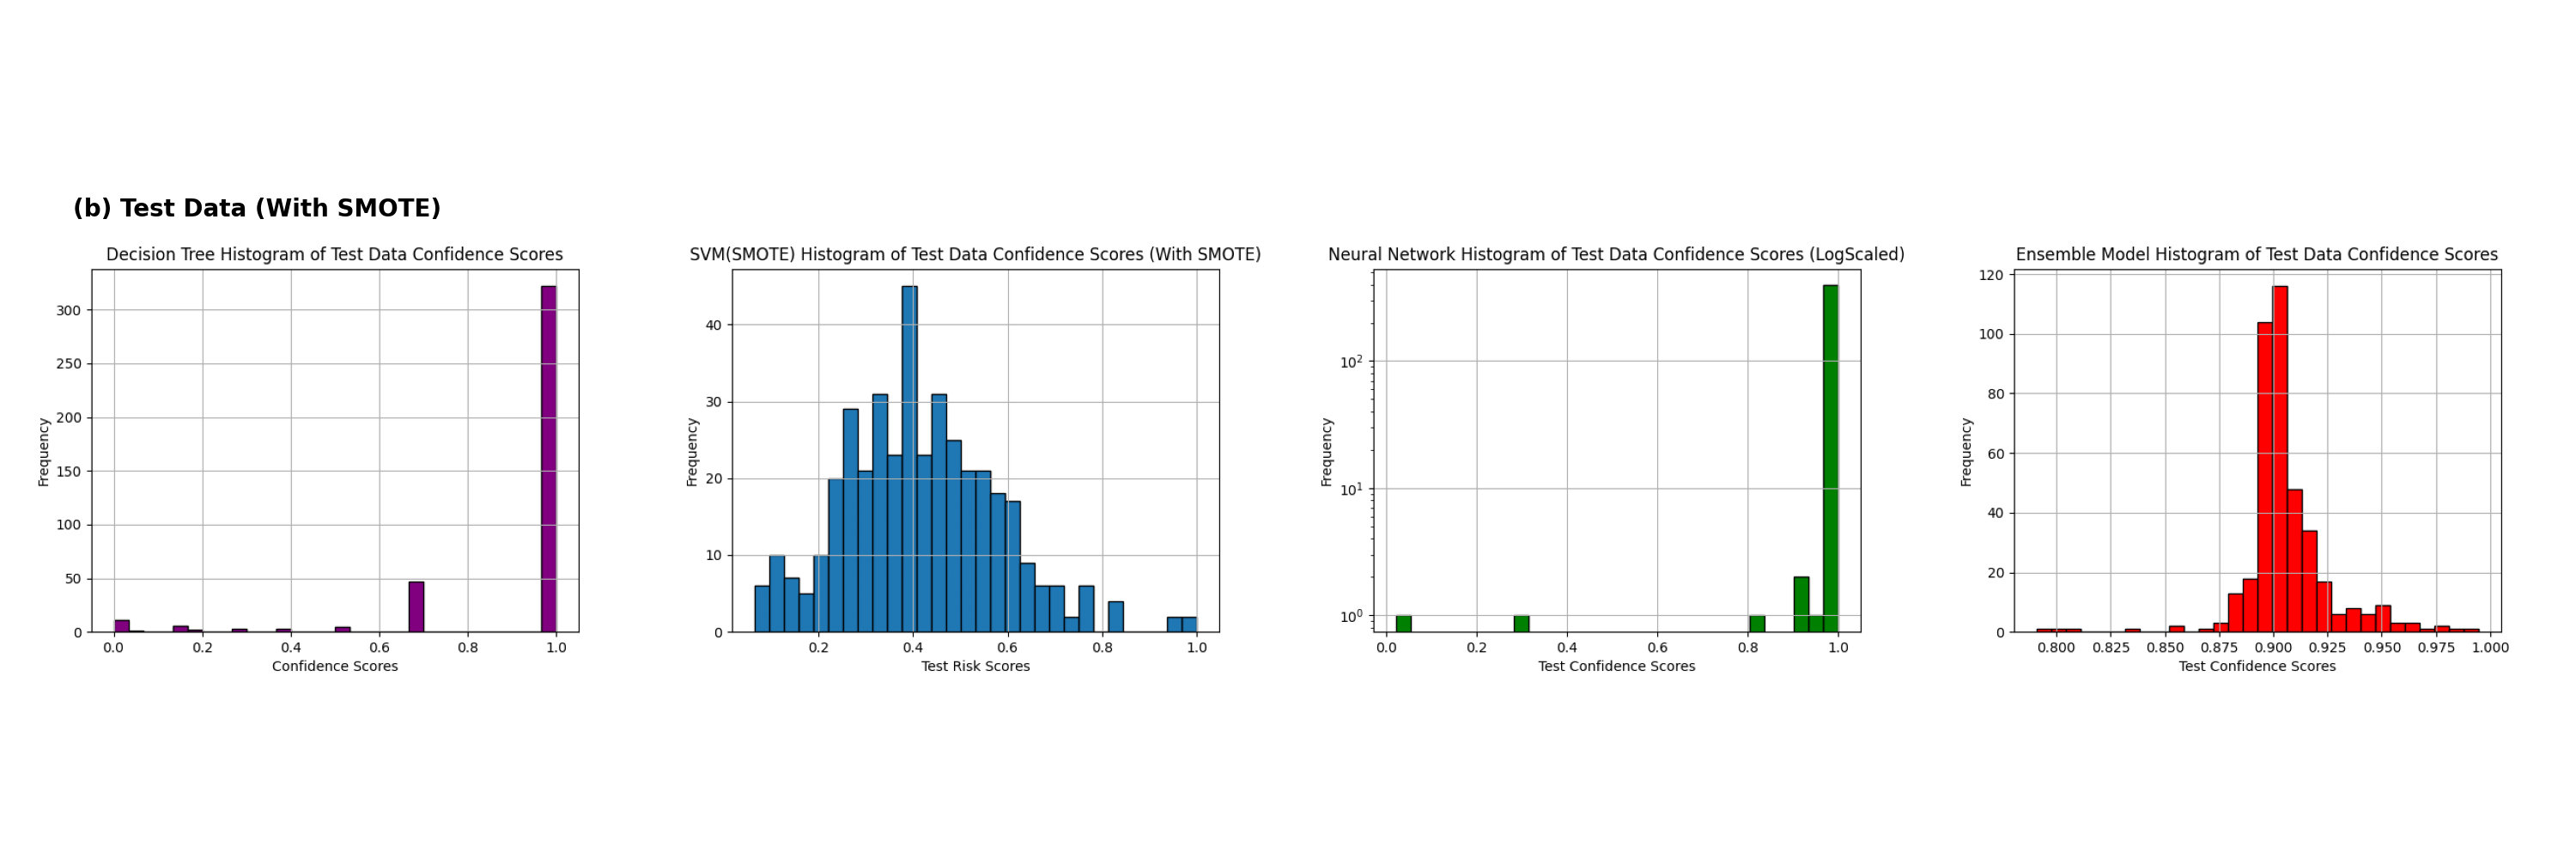 (b) Test Data (With SMOTE)
Decision Tree Histogram of Test Data Confidence Scores
300
250
200
150
100
50
0
Frequency
0.0 0.2 0.4 0.6 0.8 1.0
Confidence Scores
SVM(SMOTE) Histogram of Test Data Confidence Scores (With SMOTE)
40
30
20
10
0
Frequency
0.2 0.4 0.6 0.8 1.0
Test Risk Scores
Neural Network Histogram of Test Data Confidence Scores (LogScaled)
10²
10¹
10⁰
Frequency
0.0 0.2 0.4 0.6 0.8 1.0
Test Confidence Scores
Ensemble Model Histogram of Test Data Confidence Scores
120
100
80
60
40
20
0
Frequency
0.800 0.825 0.850 0.875 0.900 0.925 0.950 0.975 1.000
Test Confidence Scores